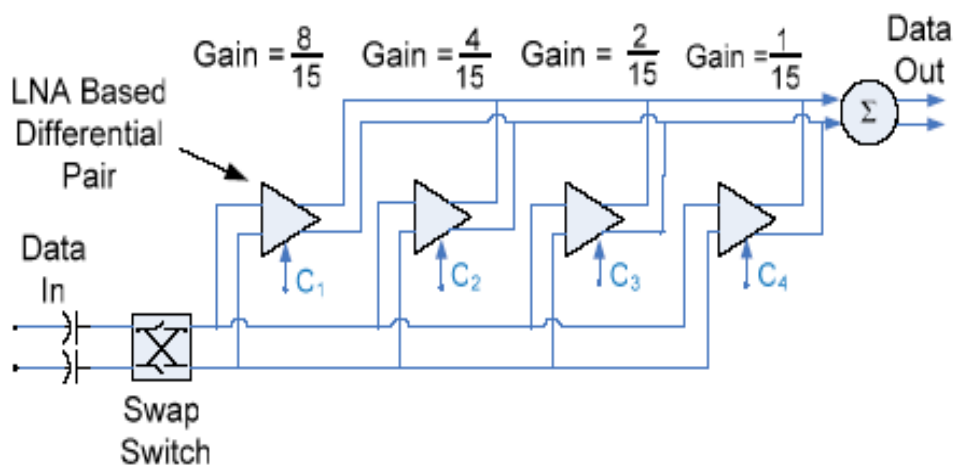 Gain = 8/15
Gain = 4/15
Gain = 2/15
Gain = 1/15
Data
Out
LNA Based
Differential
Pair
Σ
Data
In
C1
C2
C3
C4
Swap
Switch